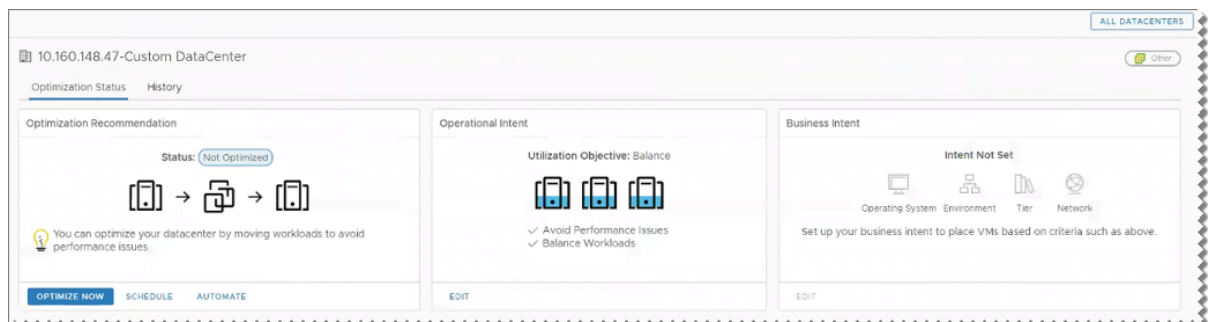 ALL DATACENTERS
10.160.148.47-Custom DataCenter
Other
Optimization Status History
Optimization Recommendation
Status: Not Optimized
You can optimize your datacenter by moving workloads to avoid
performance issues.
OPTIMIZE NOW SCHEDULE AUTOMATE
Operational Intent
Utilization Objective: Balance
Avoid Performance Issues
Balance Workloads
EDIT
Business Intent
Intent Not Set
Operating System Environment Tier Network
Set up your business intent to place VMs based on criteria such as above.
EDIT